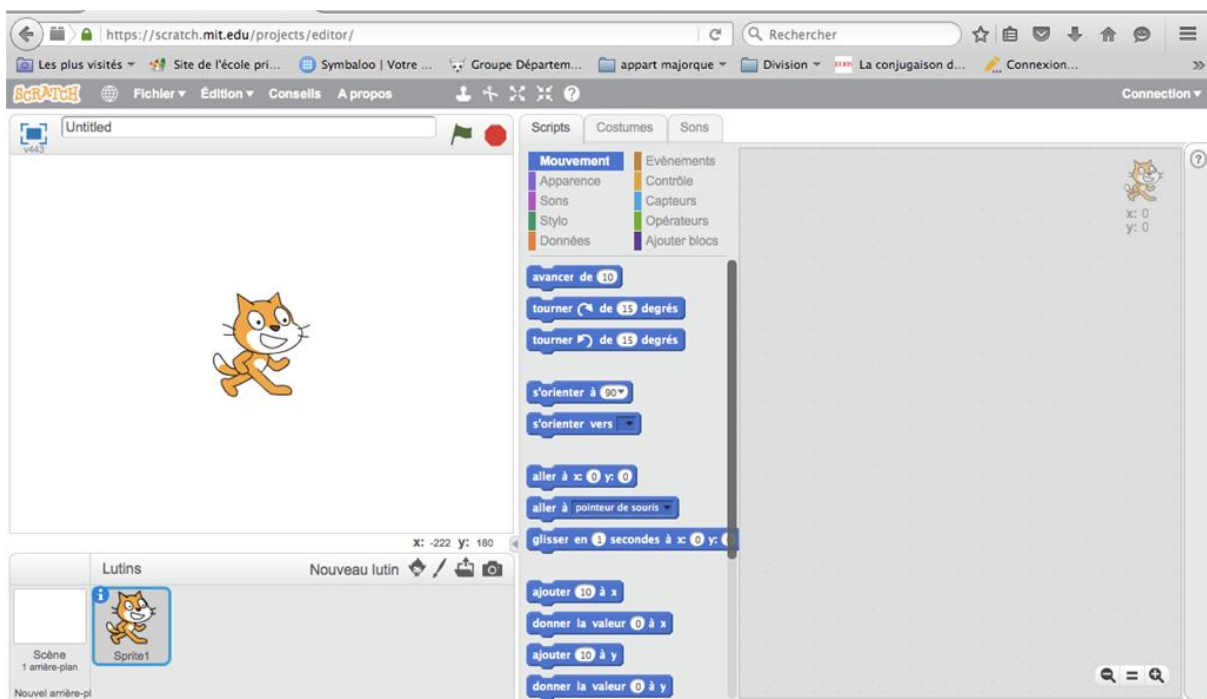 https://scratch.mit.edu/projects/editor/
Rechercher
Les plus visités
Site de l'école pri...
Symbaloo | Votre ...
Groupe Départem...
appart majorque
Division
La conjugaison d...
Connexion...
SCRATCH
Fichier
Édition
Conseils
A propos
Connection
v443
Untitled
Scripts
Costumes
Sons
Mouvement
Evènements
Apparence
Contrôle
Sons
Capteurs
Stylo
Opérateurs
Données
Ajouter blocs
x: 0
y: 0
avancer de 10
tourner de 15 degrés
tourner de 15 degrés
s'orienter à 90
s'orienter vers
aller à x: 0 y: 0
aller à pointeur de souris
glisser en 1 secondes à x: 0 y:
ajouter 10 à x
donner la valeur 0 à x
ajouter 10 à y
donner la valeur 0 à y
X: -222 y: 180
Lutins
Nouveau lutin
Scène
1 arrière-plan
Sprite1
Nouvel arrière-pl